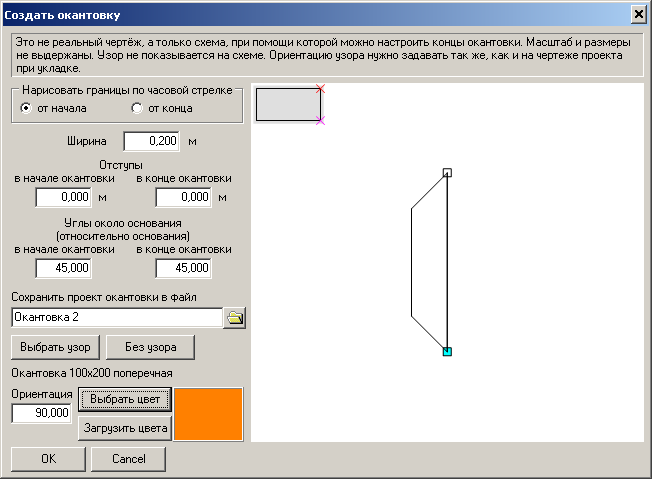 Создать окантовку
Это не реальный чертёж, а только схема, при помощи которой можно настроить концы окантовки. Масштаб и размеры
не выдержаны. Узор не показывается на схеме. Ориентацию узора нужно задавать так же, как и на чертеже проекта
при укладке.
Нарисовать границы по часовой стрелке
от начала от конца
Ширина 0,200 м
Отступы
в начале окантовки в конце окантовки
0,000 м 0,000 м
Углы около основания
(относительно основания)
в начале окантовки в конце окантовки
45,000 45,000
Сохранить проект окантовки в файл
Окантовка 2
Выбрать узор Без узора
Окантовка 100x200 поперечная
Ориентация
90,000
Выбрать цвет
Загрузить цвета
OK Cancel